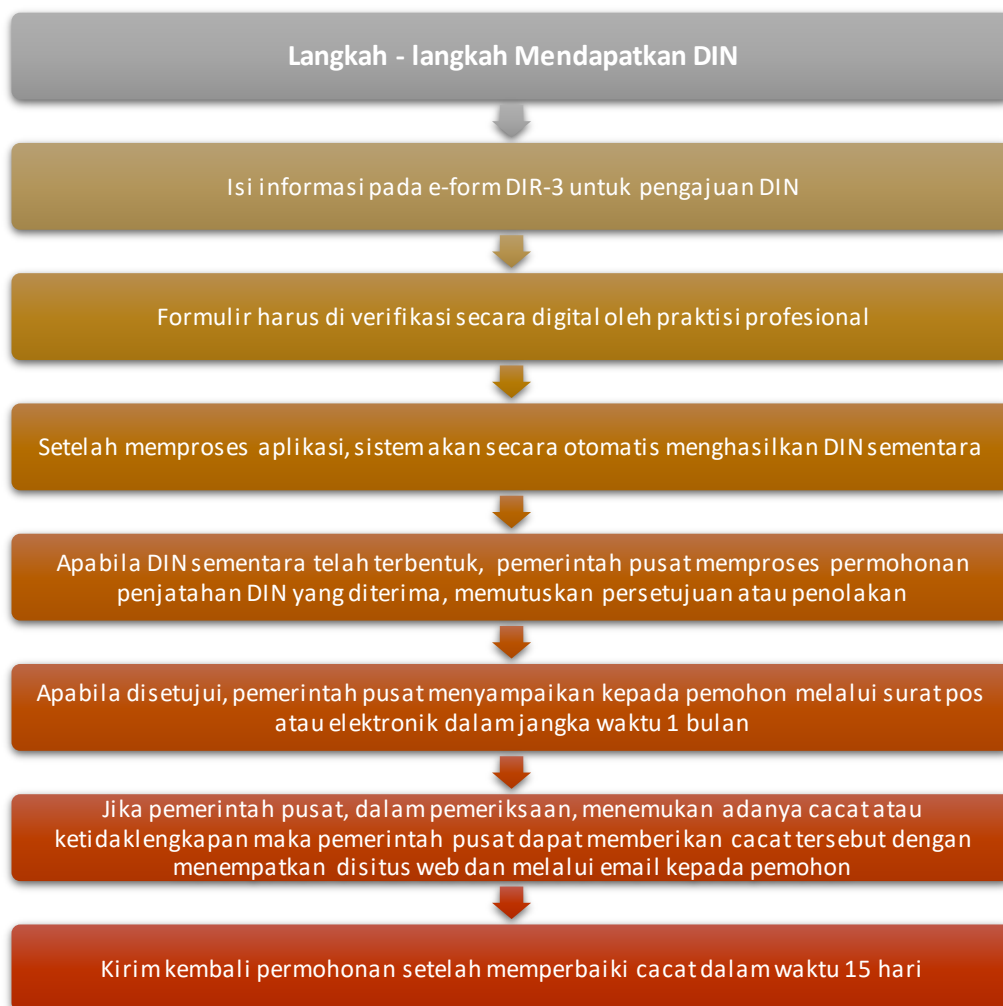 Langkah - langkah Mendapatkan DIN
Isi informasi pada e-form DIR-3 untuk pengajuan DIN
Formulir harus di verifikasi secara digital oleh praktisi profesional
Setelah memproses aplikasi, sistem akan secara otomatis menghasilkan DIN sementara
Apabila DIN sementara telah terbentuk, pemerintah pusat memproses permohonan
penjatahan DIN yang diterima, memutuskan persetujuan atau penolakan
Apabila disetujui, pemerintah pusat menyampaikan kepada pemohon melalui surat pos
atau elektronik dalam jangka waktu 1 bulan
Jika pemerintah pusat, dalam pemeriksaan, menemukan adanya cacat atau
ketidaklengkapan maka pemerintah pusat dapat memberikan cacat tersebut dengan
menempatkan disitus web dan melalui email kepada pemohon
Kirim kembali permohonan setelah memperbaiki cacat dalam waktu 15 hari